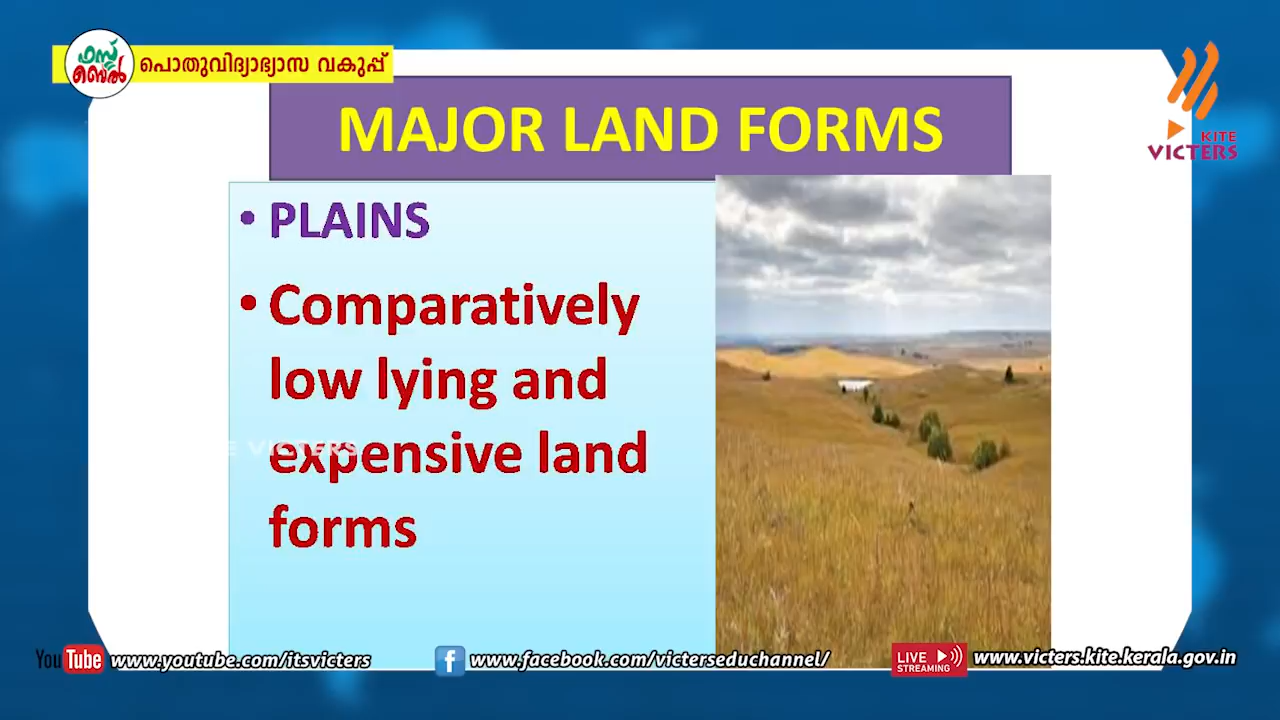 ഫസ്റ്റ്
ബെൽ
പൊതുവിദ്യാഭ്യാസ വകുപ്പ്
MAJOR LAND FORMS
KITE
VICTERS
• PLAINS
• Comparatively
low lying and
expensive land
forms
E VICTERS
YouTube www.youtube.com/itsvicters
f www.facebook.com/victerseduchannel/
LIVE
STREAMING
www.victers.kite.kerala.gov.in